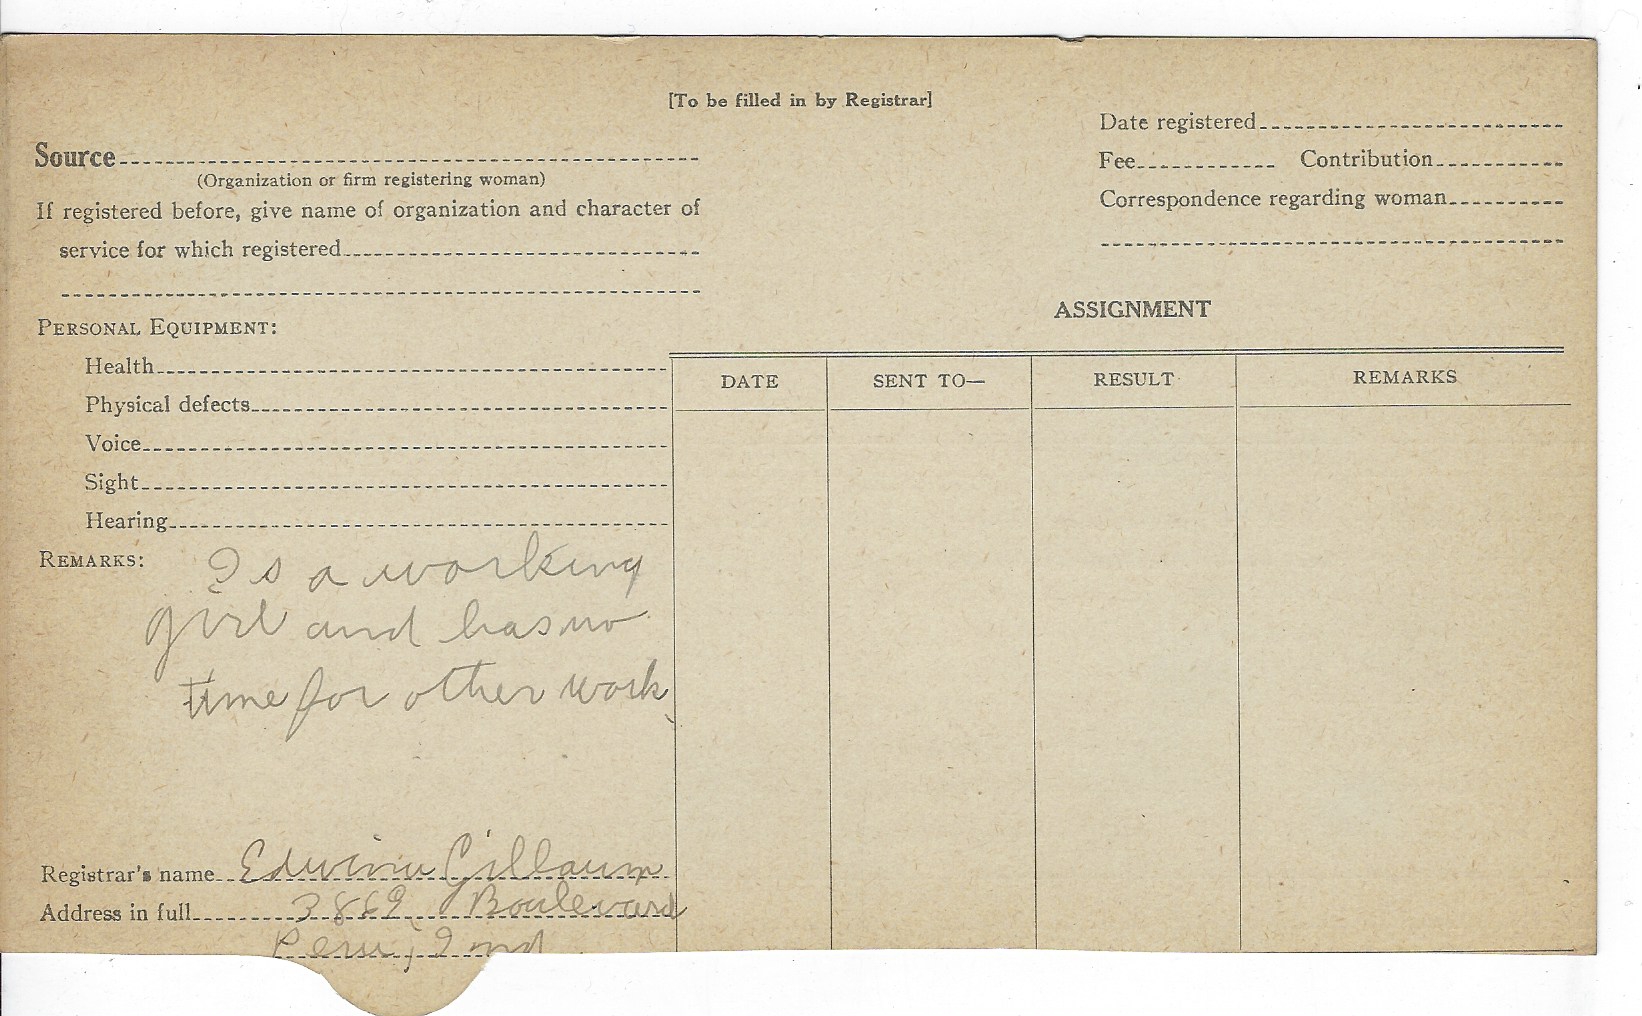 [To be filled in by Registrar]
Date registered
Source
(Organization or firm registering woman)
Fee Contribution
If registered before, give name of organization and character of
service for which registered
Correspondence regarding woman
PERSONAL EQUIPMENT:
Health
Physical defects
Voice
Sight
Hearing
REMARKS: Is a working
girl and has no
time for other work
Registrar's name Edwina Gillaum
Address in full 3869 Boulevard
Peru, Ind
ASSIGNMENT
DATE SENT TO— RESULT REMARKS